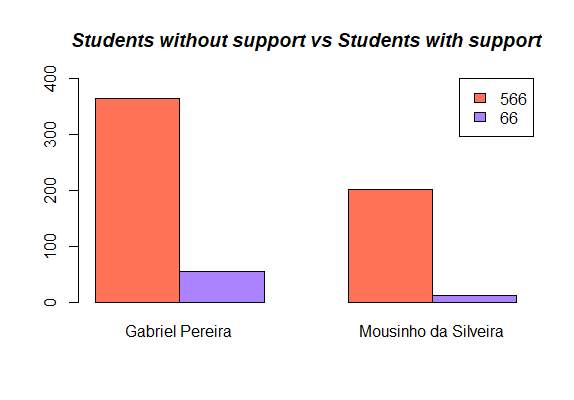 Students without support vs Students with support
400
300
200
100
0
566
66
Gabriel Pereira
Mousinho da Silveira